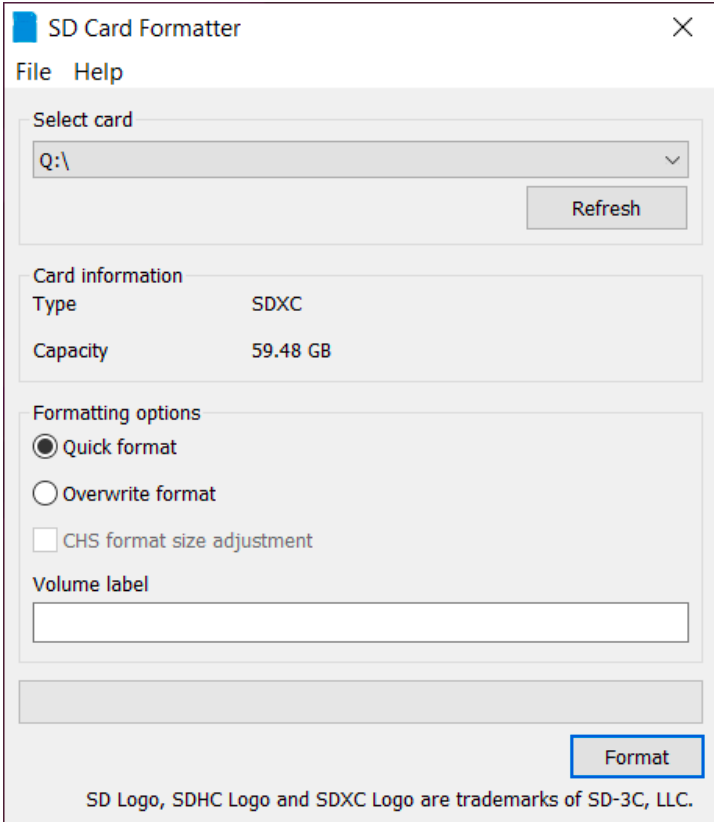 SD Card Formatter
File Help
Select card
Q:\
Refresh
Card information
Type SDXC
Capacity 59.48 GB
Formatting options
Quick format
Overwrite format
CHS format size adjustment
Volume label
Format
SD Logo, SDHC Logo and SDXC Logo are trademarks of SD-3C, LLC.